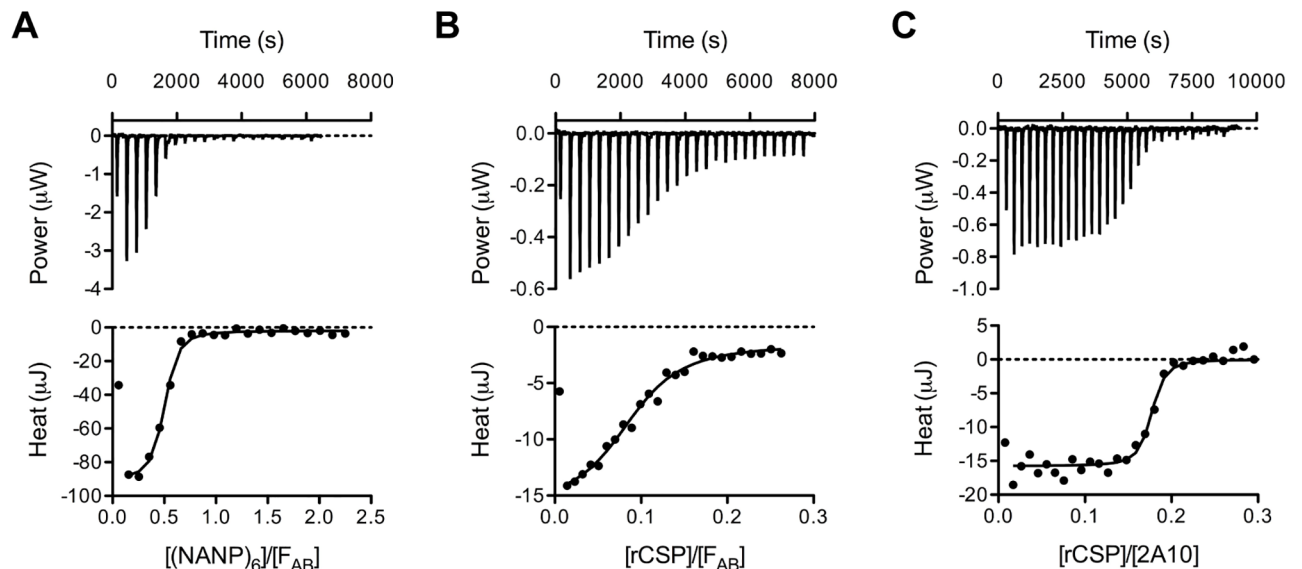 A
Time (s)
0 2000 4000 6000 8000
0
-1
-2
-3
-4
Power (μW)
0
-20
-40
-60
-80
-100
Heat (μJ)
0.0 0.5 1.0 1.5 2.0 2.5
[(NANP)6]/[FAB]
B
Time (s)
0 2000 4000 6000 8000
0.0
-0.2
-0.4
-0.6
Power (μW)
0
-5
-10
-15
Heat (μJ)
0.0 0.1 0.2 0.3
[rCSP]/[FAB]
C
Time (s)
0 2500 5000 7500 10000
0.0
-0.2
-0.4
-0.6
-0.8
-1.0
Power (μW)
5
0
-5
-10
-15
-20
Heat (μJ)
0.0 0.1 0.2 0.3
[rCSP]/[2A10]